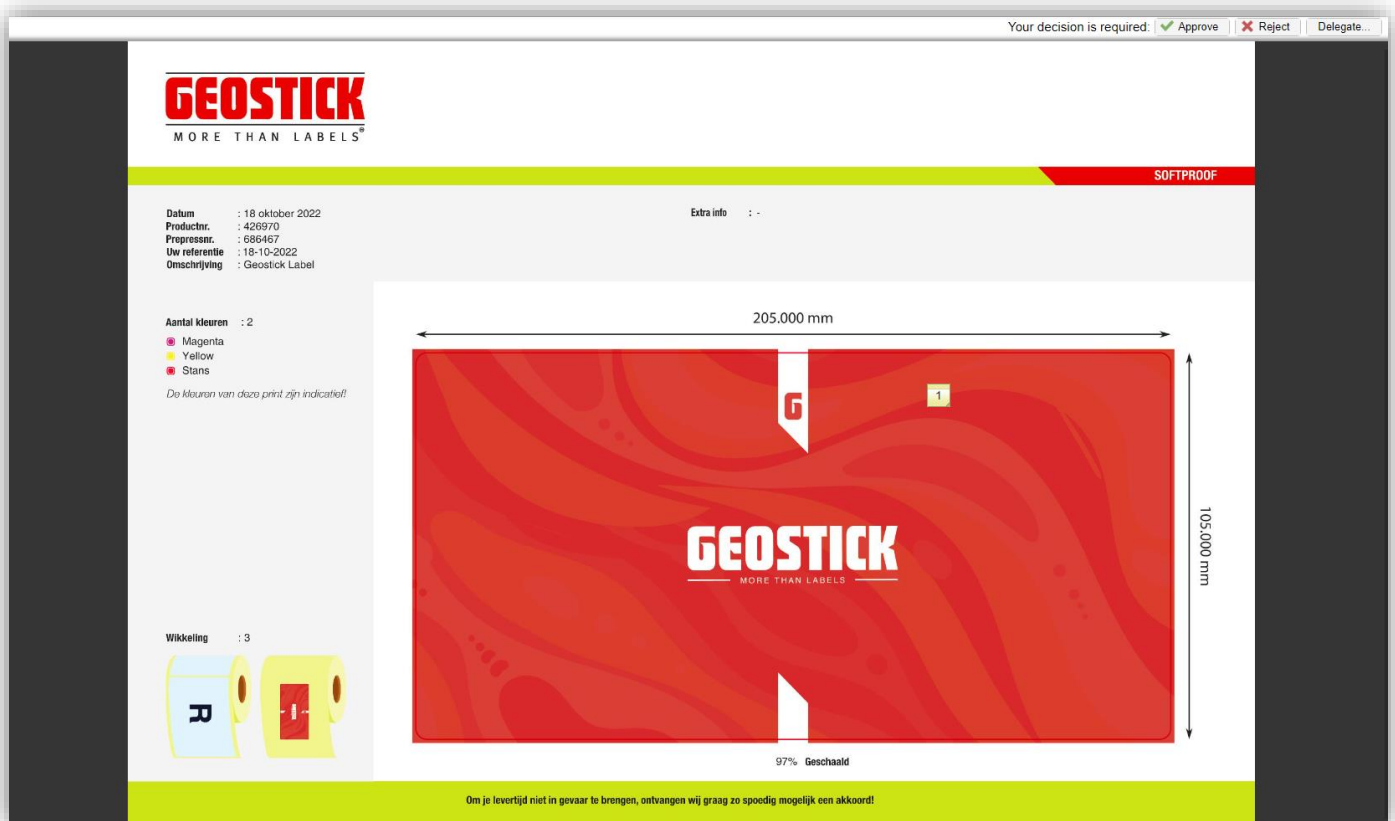 Your decision is required: Approve Reject Delegate...
GEOSTICK
MORE THAN LABELS®
SOFTPROOF
Datum : 18 oktober 2022
Productnr. : 426970
Prepressnr. : 686467
Uw referentie : 18-10-2022
Omschrijving : Geostick Label
Extra info : -
Aantal kleuren : 2
Magenta
Yellow
Stans
De kleuren van deze print zijn indicatief!
205.000 mm
G
1
GEOSTICK
MORE THAN LABELS
105.000 mm
Wikkeling : 3
R
97% Geschaald
Om je levertijd niet in gevaar te brengen, ontvangen wij graag zo spoedig mogelijk een akkoord!